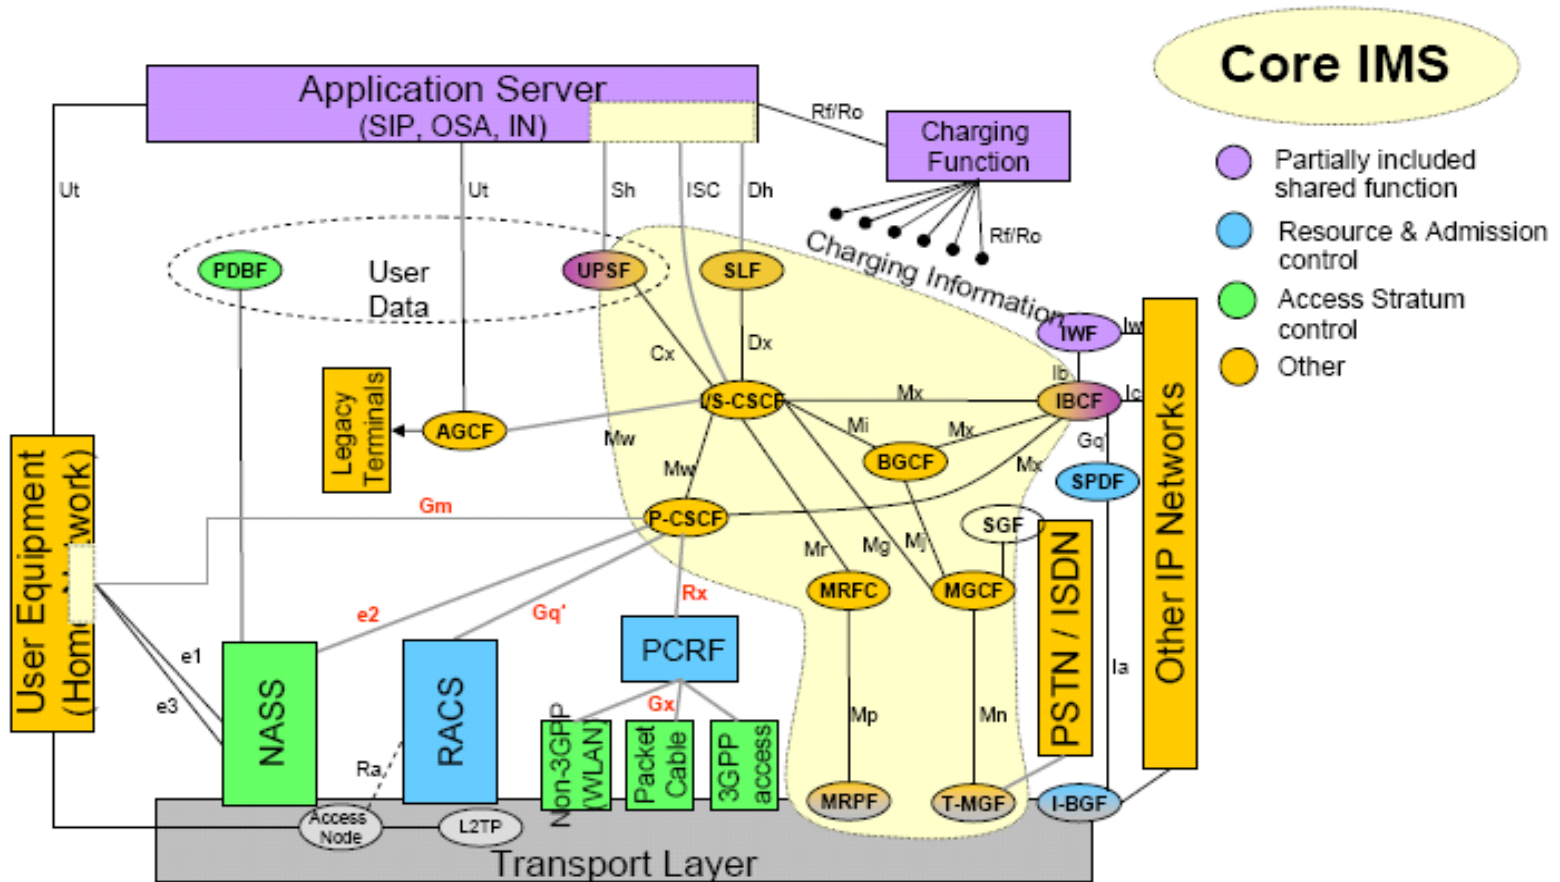 Core IMS
Application Server
(SIP, OSA, IN)
Rf/Ro
Charging
Function
Partially included
shared function
Resource & Admission
control
Access Stratum
control
Other
Ut
Ut
Sh
ISC
Dh
Rf/Ro
Charging Information
PDBF
User
Data
UPSF
SLF
IWF
Iw
Cx
Dx
Ib
Legacy
Terminals
AGCF
I/S-CSCF
Mx
IBCF
Ic
Mw
Mi
Mx
Gq'
BGCF
Mw
Mx
SPDF
Gm
P-CSCF
SGF
User Equipment
Mr
Mg
Mj
Other IP Networks
PSTN / ISDN
e2
Gq'
Rx
MRFC
MGCF
PCRF
e1
e3
NASS
RACS
Gx
Ia
Non-3GPP
(WLAN)
Packet
Cable
3GPP
access
Mp
Mn
Ra
MRPF
T-MGF
I-BGF
Access
Node
L2TP
Transport Layer